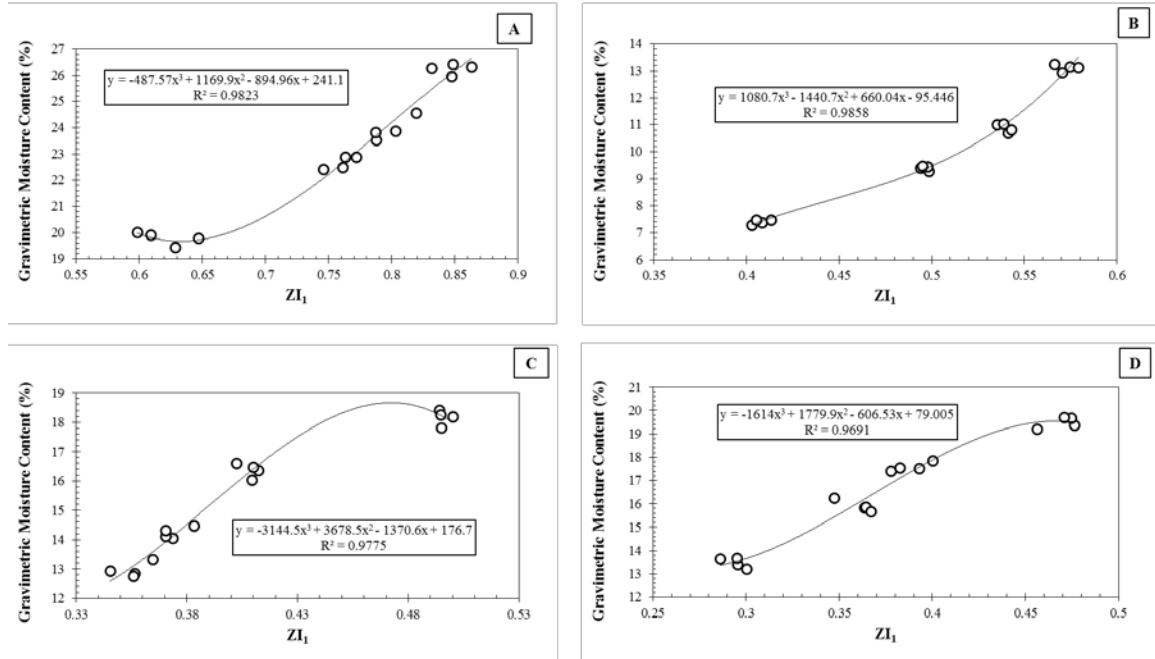 A
Gravimetric Moisture Content (%)
27
26
25
24
23
22
21
20
19
y = -487.57x³ + 1169.9x² - 894.96x + 241.1
R² = 0.9823
0.55 0.6 0.65 0.7 0.75 0.8 0.85 0.9
ZI₁
B
Gravimetric Moisture Content (%)
14
13
12
11
10
9
8
7
6
y = 1080.7x³ - 1440.7x² + 660.04x - 95.446
R² = 0.9858
0.35 0.4 0.45 0.5 0.55 0.6
ZI₁
C
Gravimetric Moisture Content (%)
19
18
17
16
15
14
13
12
y = -3144.5x³ + 3678.5x² - 1370.6x + 176.7
R² = 0.9775
0.33 0.38 0.43 0.48 0.53
ZI₁
D
Gravimetric Moisture Content (%)
21
20
19
18
17
16
15
14
13
12
y = -1614x³ + 1779.9x² - 606.53x + 79.005
R² = 0.9691
0.25 0.3 0.35 0.4 0.45 0.5
ZI₁